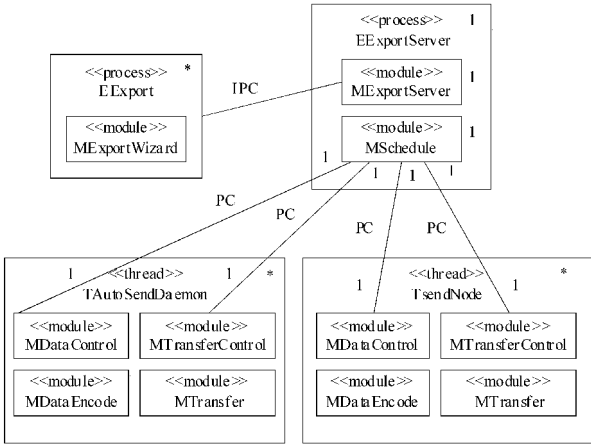 <<process>> 1
EExportServer
<<module>>
MExportServer
1
<<module>>
MSchedule
1
<<process>> *
EExport
<<module>>
MExportWizard
IPC
1
1
1
1
PC
PC
PC
PC
1 <<thread>> 1 *
TAutoSendDaemon
<<module>>
MDataControl
<<module>>
MTransferControl
<<module>>
MDataEncode
<<module>>
MTransfer
<<thread>> *
1 TsendNode 1
<<module>>
MDataControl
<<module>>
MTransferControl
<<module>>
MDataEncode
<<module>>
MTransfer